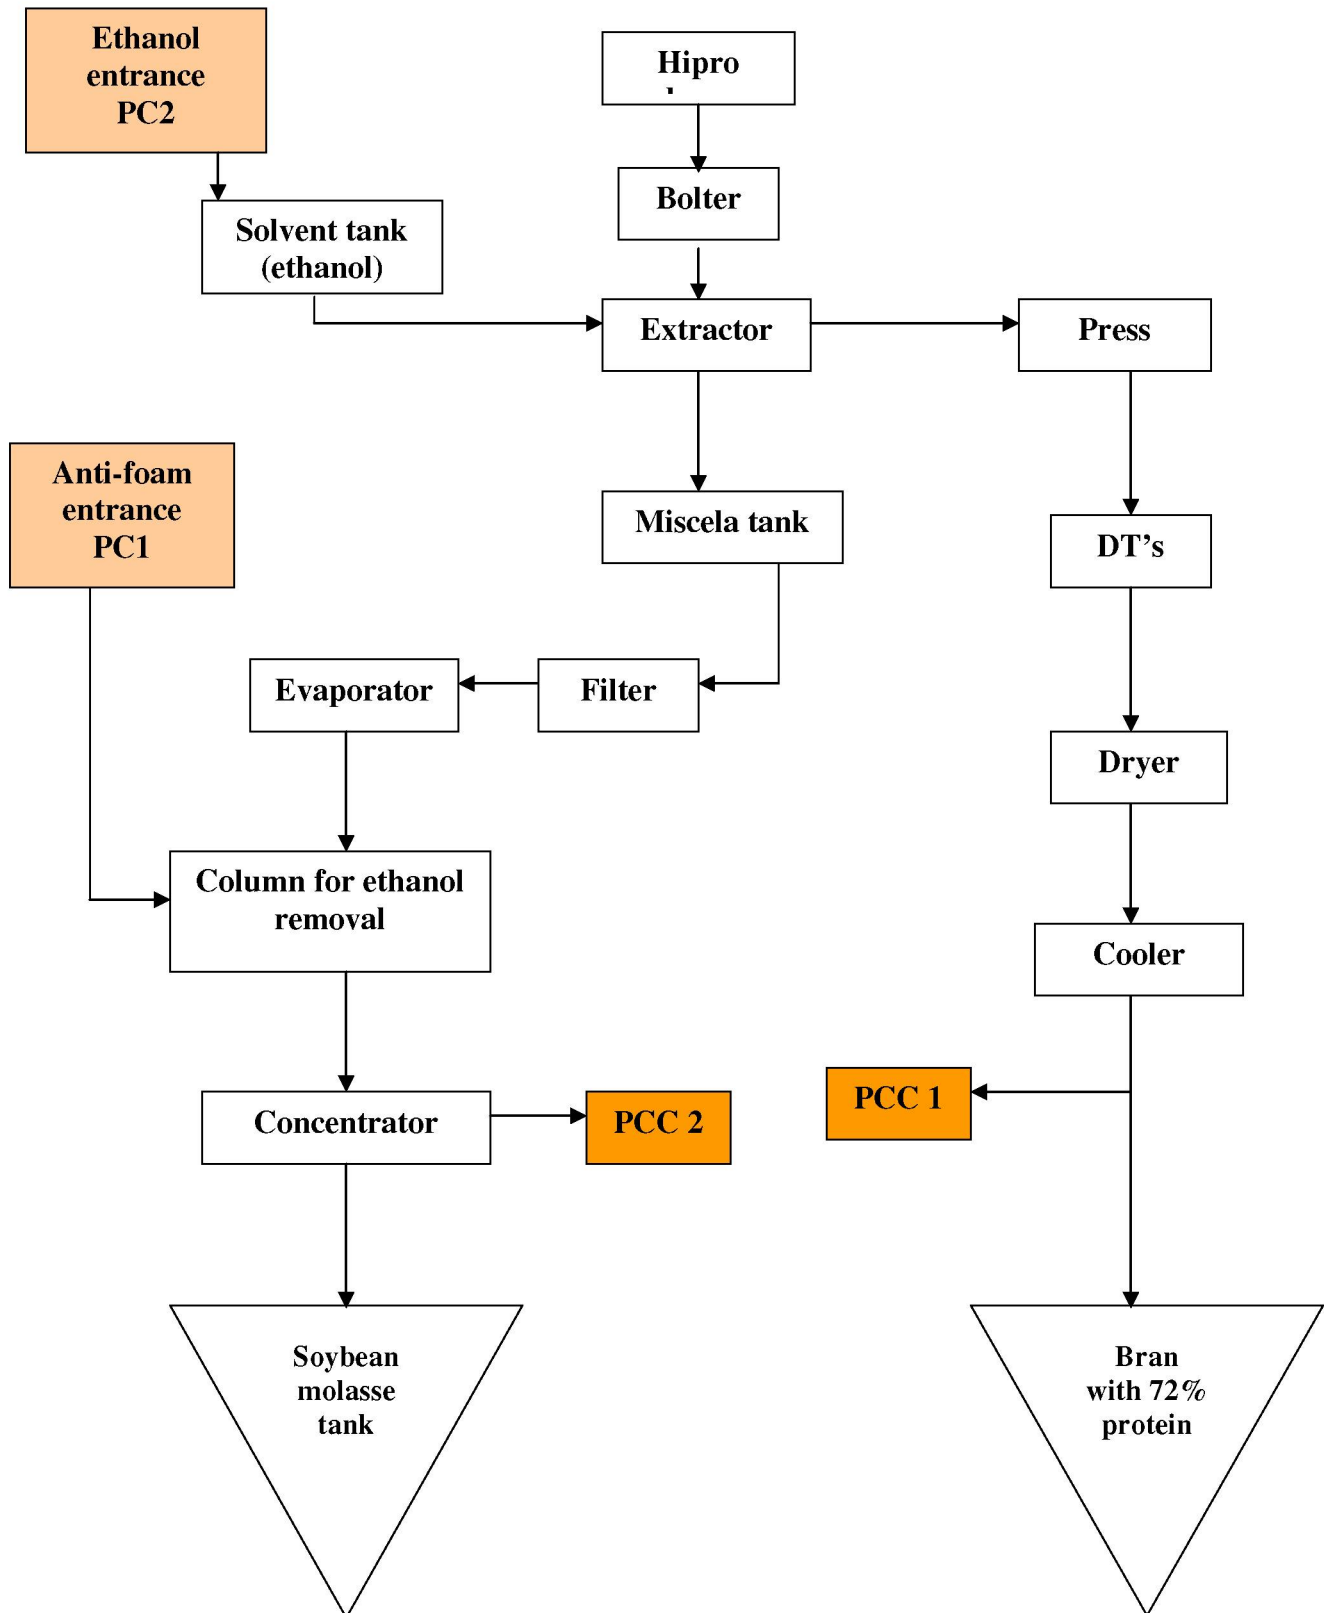 Ethanol
entrance
PC2
Hipro
Bolter
Solvent tank
(ethanol)
Extractor
Press
Anti-foam
entrance
PC1
Miscela tank
DT’s
Evaporator
Filter
Dryer
Column for ethanol
removal
Cooler
PCC 1
Concentrator
PCC 2
Soybean
molasse
tank
Bran
with 72%
protein